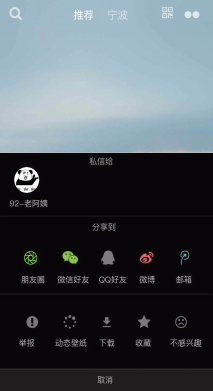 推荐 宁波
私信给
92-老阿姨
分享到
朋友圈 微信好友 QQ好友 微博 邮箱
举报 动态壁纸 下载 收藏 不感兴趣
取消